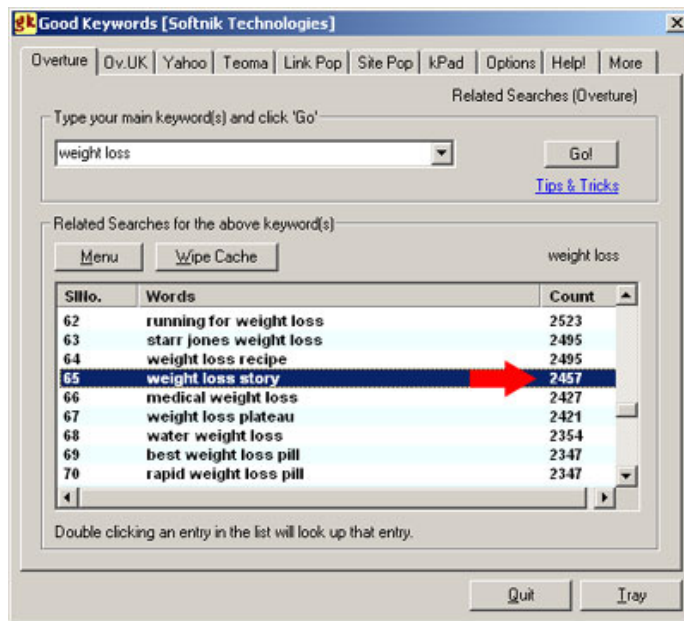 gk Good Keywords [Softnik Technologies]
Overture Ov.UK Yahoo Teoma Link Pop Site Pop kPad Options Help! More
Related Searches (Overture)
Type your main keyword(s) and click 'Go'
weight loss Go!
Tips & Tricks
Related Searches for the above keyword(s)
Menu Wipe Cache weight loss
SlNo. Words Count
62 running for weight loss 2523
63 starr jones weight loss 2495
64 weight loss recipe 2495
65 weight loss story 2457
66 medical weight loss 2427
67 weight loss plateau 2421
68 water weight loss 2354
69 best weight loss pill 2347
70 rapid weight loss pill 2347
Double clicking an entry in the list will look up that entry.
Quit Tray